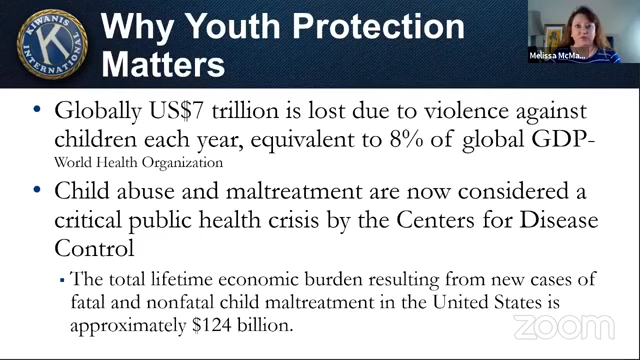 KIWANIS
K
INTERNATIONAL
Why Youth Protection
Matters
Melissa McMa...
• Globally US$7 trillion is lost due to violence against
children each year, equivalent to 8% of global GDP-
World Health Organization
• Child abuse and maltreatment are now considered a
critical public health crisis by the Centers for Disease
Control
▪ The total lifetime economic burden resulting from new cases of
fatal and nonfatal child maltreatment in the United States is
approximately $124 billion.
zoom